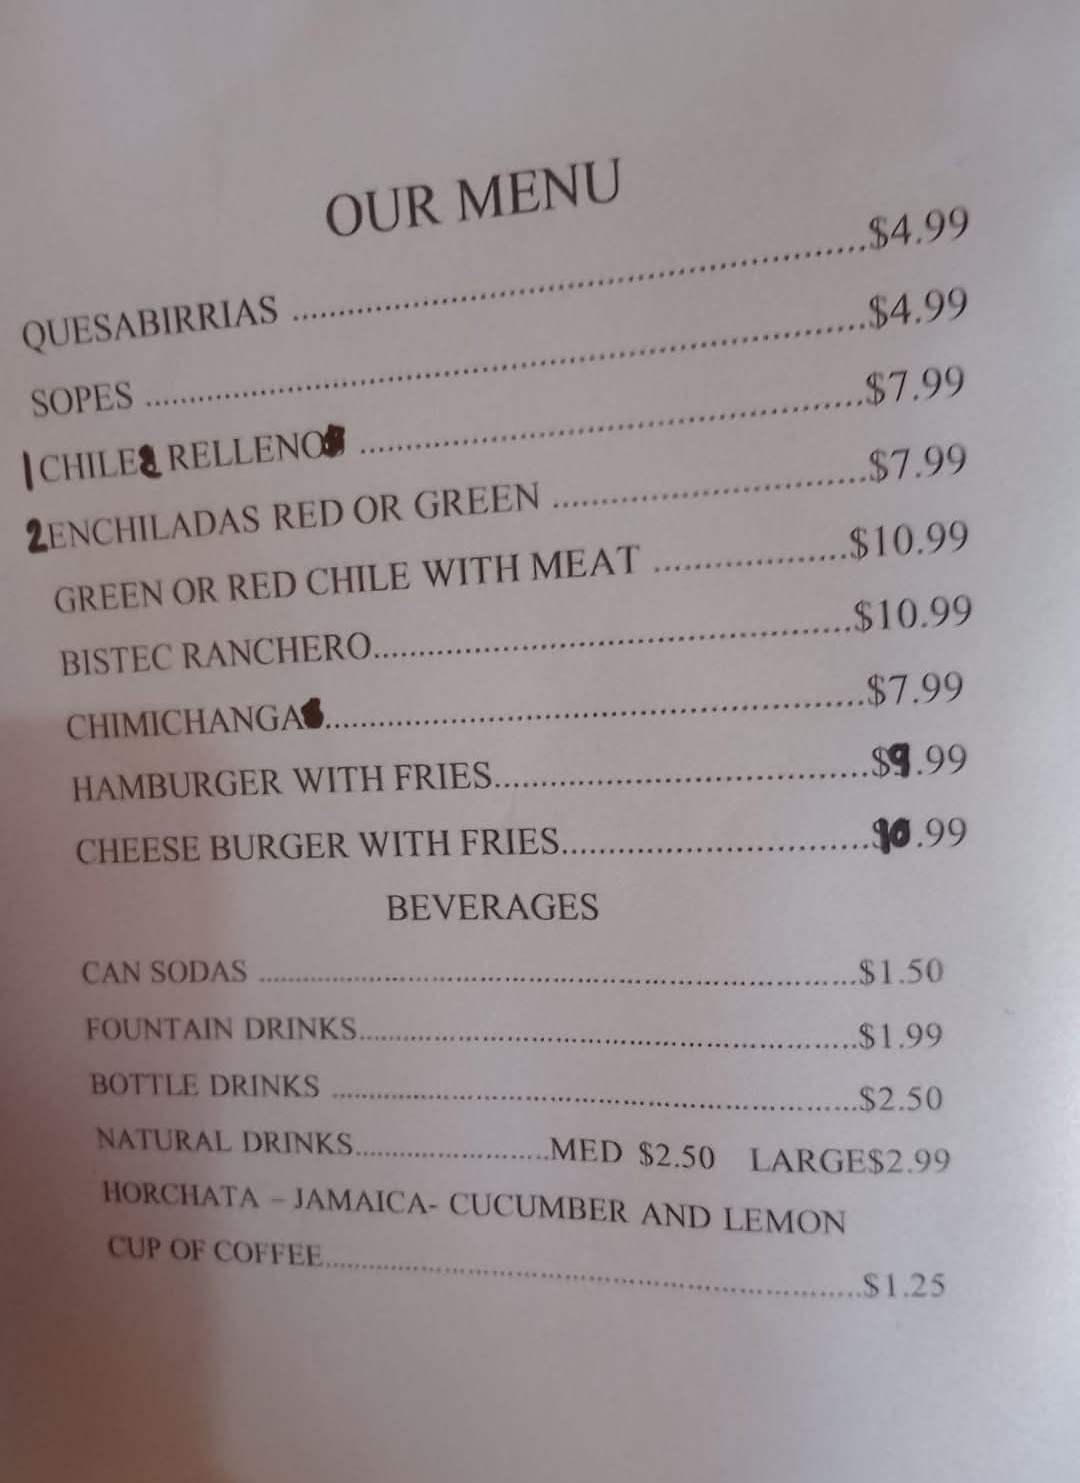 OUR MENU
QUESABIRRIAS ........................$4.99
SOPES ........................$4.99
1 CHILE RELLENO ........................$7.99
2 ENCHILADAS RED OR GREEN ........................$7.99
GREEN OR RED CHILE WITH MEAT ........................$10.99
BISTEC RANCHERO........................$10.99
CHIMICHANGA........................$7.99
HAMBURGER WITH FRIES........................$9.99
CHEESE BURGER WITH FRIES........................$10.99
BEVERAGES
CAN SODAS ........................$1.50
FOUNTAIN DRINKS........................$1.99
BOTTLE DRINKS ........................$2.50
NATURAL DRINKS........................MED $2.50 LARGE$2.99
HORCHATA – JAMAICA- CUCUMBER AND LEMON
CUP OF COFFEE........................$1.25